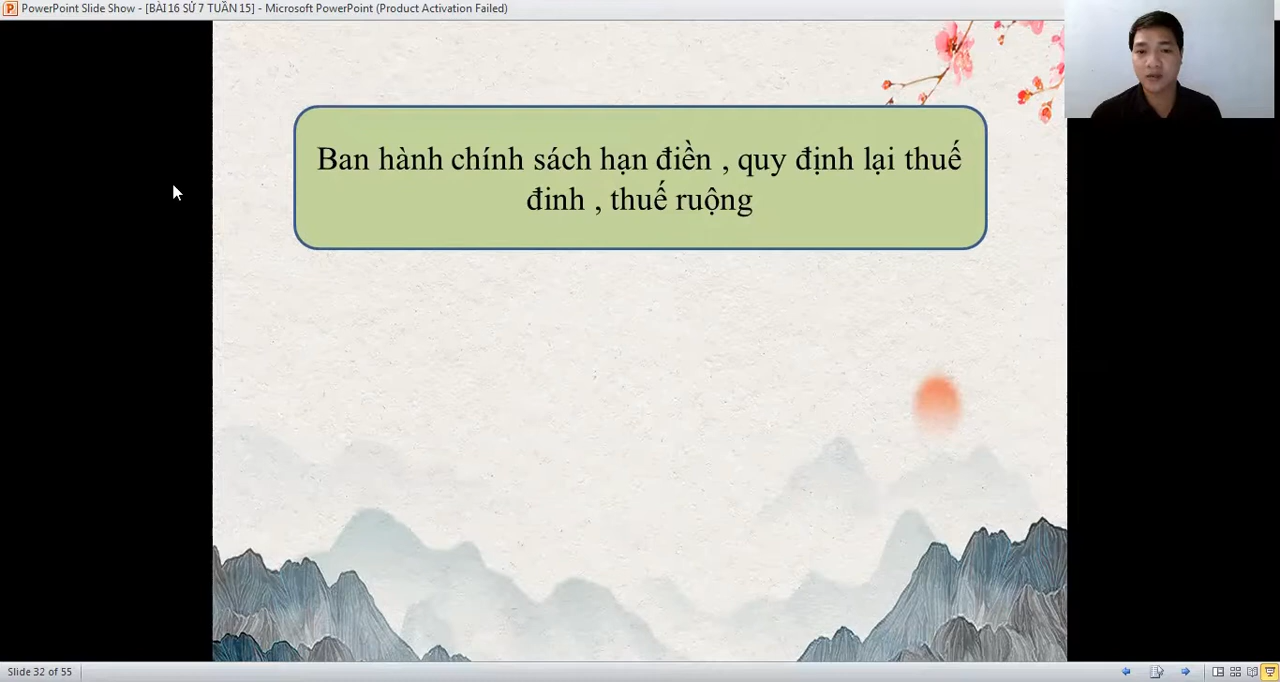 PowerPoint Slide Show - [BÀI 16 SỬ 7 TUẦN 15] - Microsoft PowerPoint (Product Activation Failed)
Ban hành chính sách hạn điền , quy định lại thuế
đinh , thuế ruộng
Slide 32 of 55